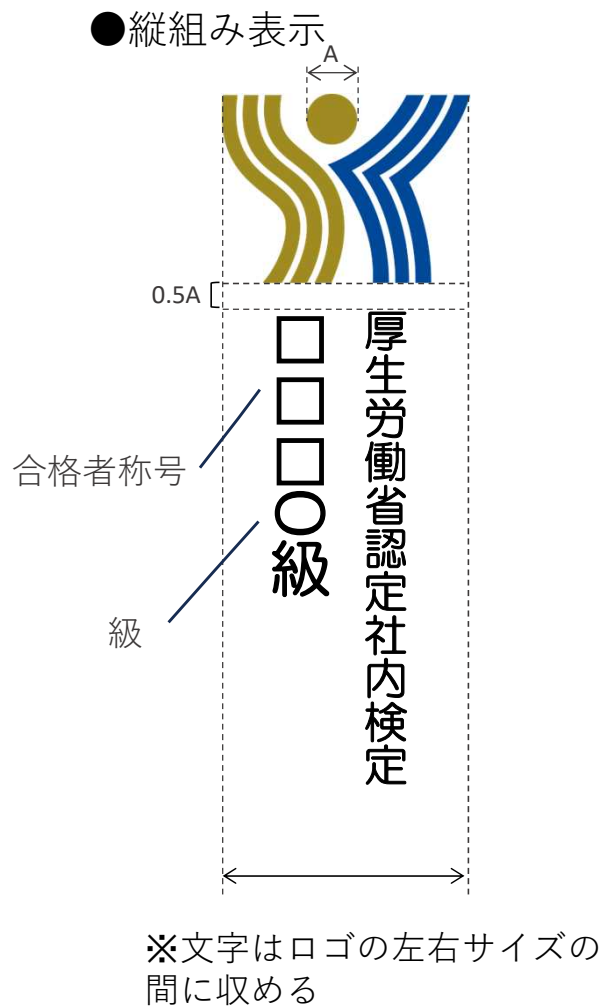 ●縦組み表示
A
0.5A
厚生労働省認定社内検定
□□□○級
合格者称号
級
※文字はロゴの左右サイズの
間に収める